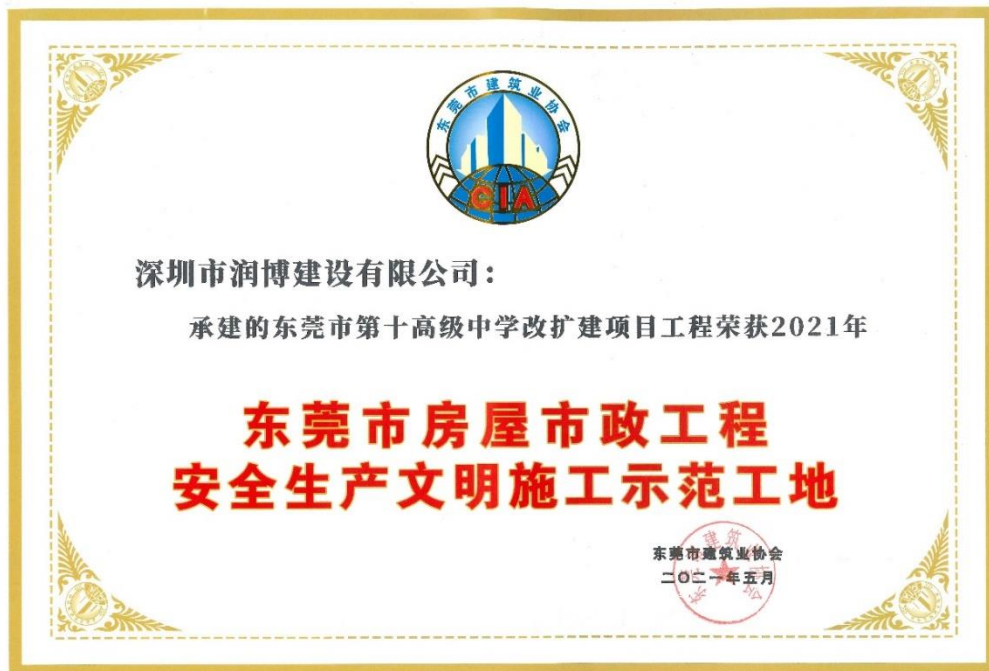 东莞市建筑业协会
CIA
深圳市润博建设有限公司：
承建的东莞市第十高级中学改扩建项目工程荣获2021年
东莞市房屋市政工程
安全生产文明施工示范工地
东莞市建筑业协会
二〇二一年五月